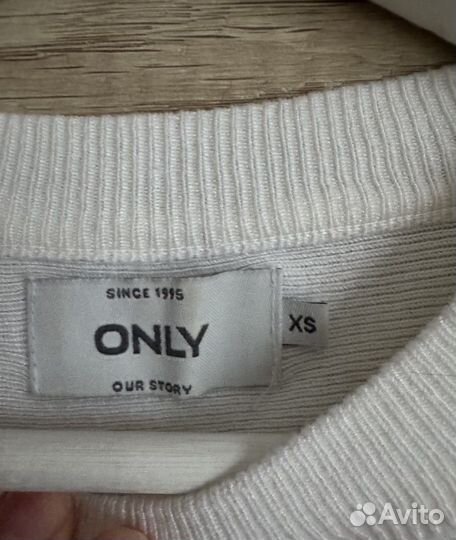 SINCE 1995
ONLY
XS
OUR STORY
Avito